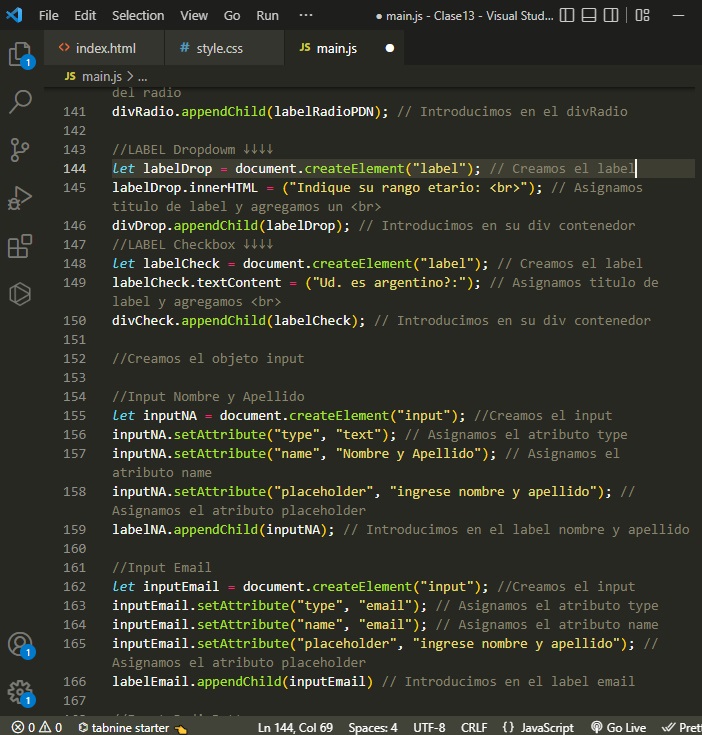 File Edit Selection View Go Run ··· ● main.js - Clase13 - Visual Stud...
<> index.html # style.css JS main.js ●
JS main.js > ...
del radio
141 divRadio.appendChild(labelRadioPDN); // Introducimos en el divRadio
142
143 //LABEL Dropdowm ↓↓↓↓
144 let labelDrop = document.createElement("label"); // Creamos el label
145 labelDrop.innerHTML = ("Indique su rango etario: <br>"); // Asignamos
titulo de label y agregamos un <br>
146 divDrop.appendChild(labelDrop); // Introducimos en su div contenedor
147 //LABEL Checkbox ↓↓↓↓
148 let labelCheck = document.createElement("label"); // Creamos el label
149 labelCheck.textContent = ("Ud. es argentino?:"); // Asignamos titulo de
label y agregamos <br>
150 divCheck.appendChild(labelCheck); // Introducimos en su div contenedor
151
152 //Creamos el objeto input
153
154 //Input Nombre y Apellido
155 let inputNA = document.createElement("input"); //Creamos el input
156 inputNA.setAttribute("type", "text"); // Asignamos el atributo type
157 inputNA.setAttribute("name", "Nombre y Apellido"); // Asignamos el
atributo name
158 inputNA.setAttribute("placeholder", "ingrese nombre y apellido"); //
Asignamos el atributo placeholder
159 labelNA.appendChild(inputNA); // Introducimos en el label nombre y apellido
160
161 //Input Email
162 let inputEmail = document.createElement("input"); //Creamos el input
163 inputEmail.setAttribute("type", "email"); // Asignamos el atributo type
164 inputEmail.setAttribute("name", "email"); // Asignamos el atributo name
165 inputEmail.setAttribute("placeholder", "ingrese nombre y apellido"); //
Asignamos el atributo placeholder
166 labelEmail.appendChild(inputEmail) // Introducimos en el label email
167
1
1
1
0 0 tabnine starter Ln 144, Col 69 Spaces: 4 UTF-8 CRLF {} JavaScript Go Live Pret